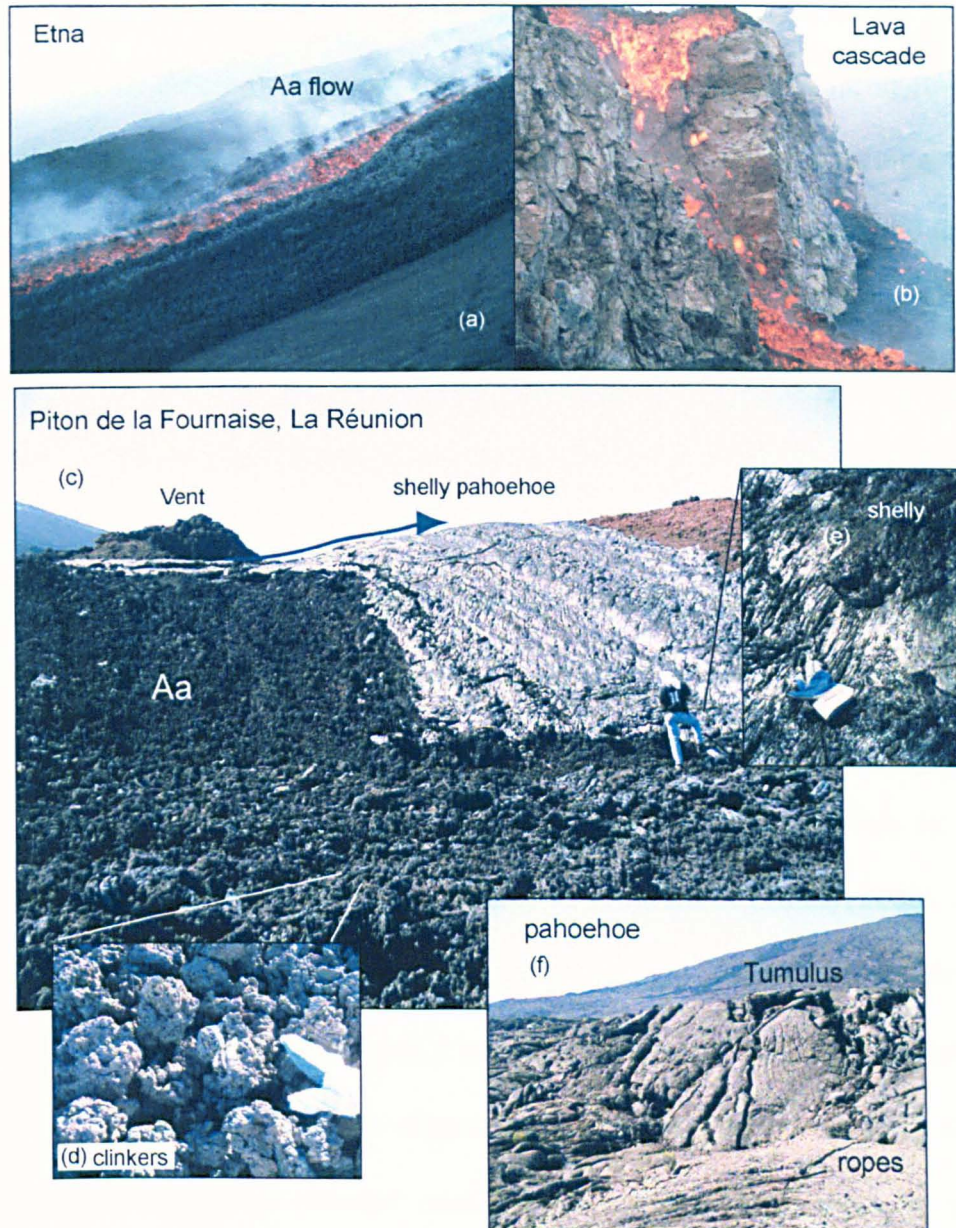 Etna
Aa flow
(a)
Lava
cascade
(b)
Piton de la Fournaise, La Réunion
(c)
Vent
shelly pahoehoe
shelly
(e)
Aa
(d) clinkers
pahoehoe
(f)
Tumulus
ropes